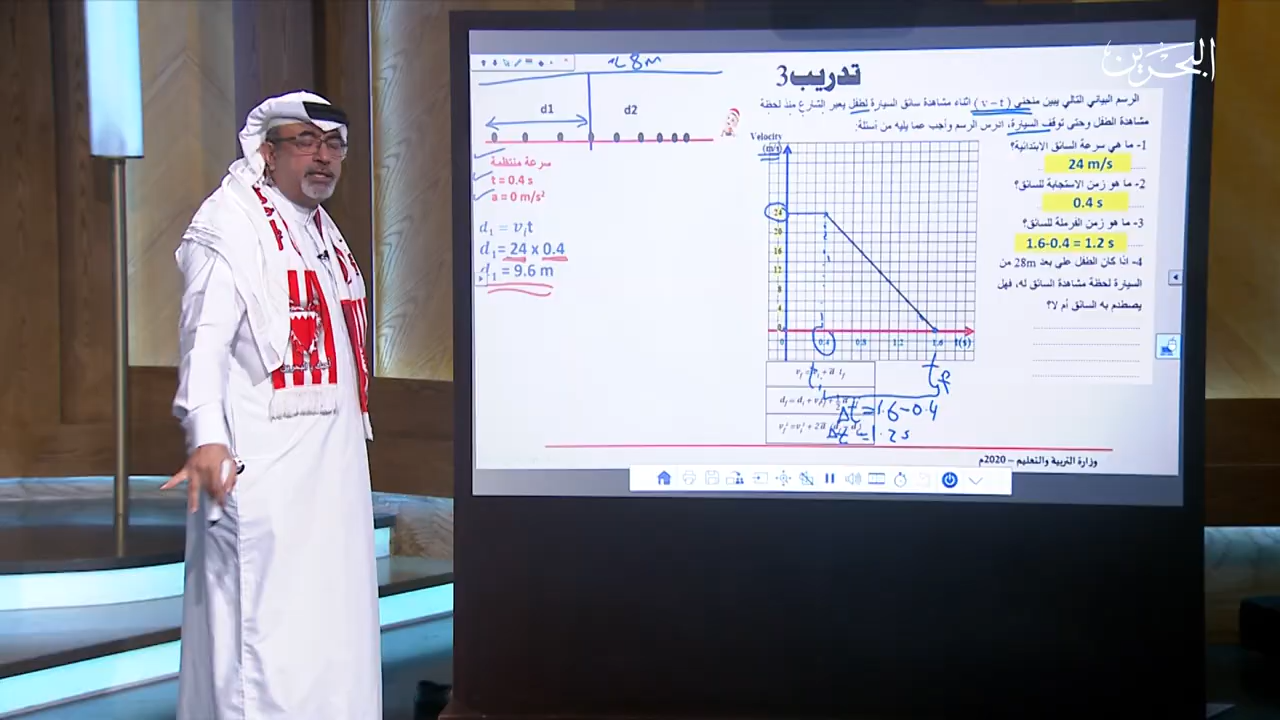 البحرين
28m
d1
d2
سرعة منتظمة
t = 0.4 s
a = 0 m/s²
d₁ = vᵢt
d₁ = 24 x 0.4
d₁ = 9.6 m
تدريب3
الرسم البياني التالي يبين منحنى (v – t) أثناء مشاهدة سائق السيارة لطفل يعبر الشارع منذ لحظة
مشاهدة الطفل وحتى توقف السيارة، ادرس الرسم وأجب عما يليه من أسئلة:
1- ما هي سرعة السائق الابتدائية؟
24 m/s
2- ما هو زمن الاستجابة للسائق؟
0.4 s
3- ما هو زمن الفرملة للسائق؟
1.6-0.4 = 1.2 s
4- اذا كان الطفل على بعد 28m من
السيارة لحظة مشاهدة السائق له، فهل
يصطدم به السائق أم لا؟
Velocity
(m/s)
24
20
16
12
8
4
0
0 0.4 0.8 1.2 1.6 t(s)
tᵢ
t_f
Δt = 1.6 - 0.4
Δt = 1.2 s
وزارة التربية والتعليم – 2020م